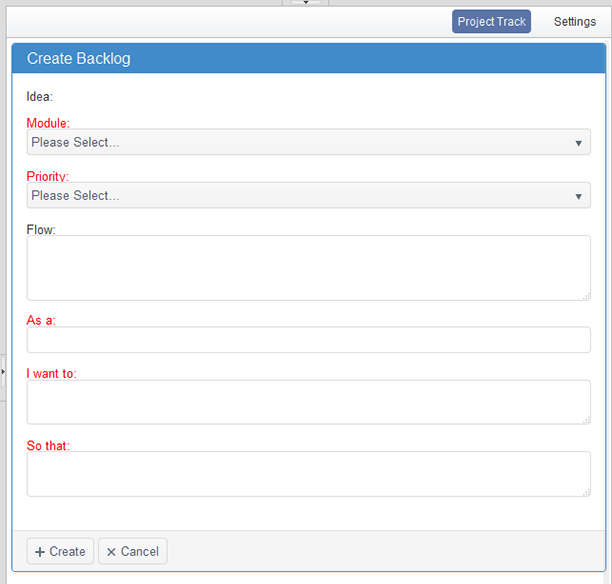 Project Track Settings
Create Backlog
Idea:
Module:
Please Select...
Priority:
Please Select...
Flow:
As a:
I want to:
So that:
Create Cancel